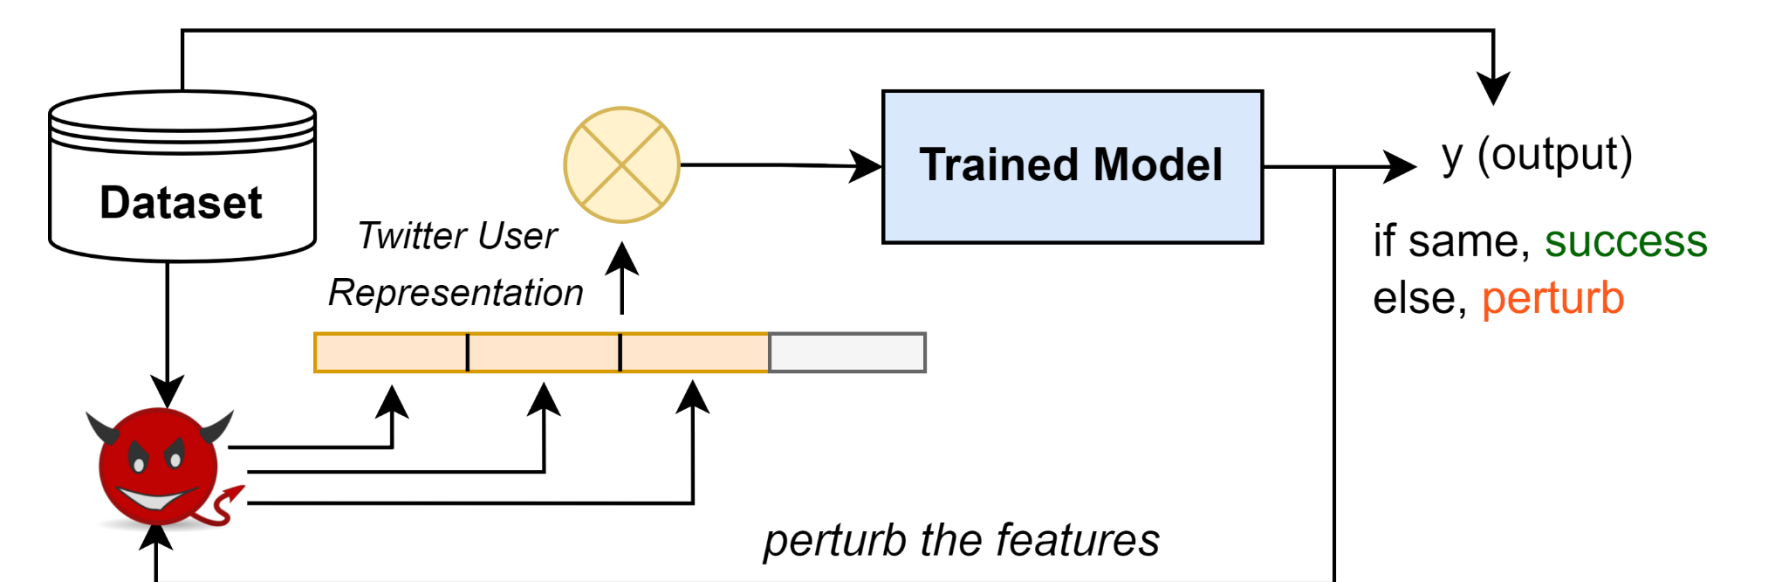 Dataset
Twitter User
Representation
Trained Model
y (output)
if same, success
else, perturb
perturb the features